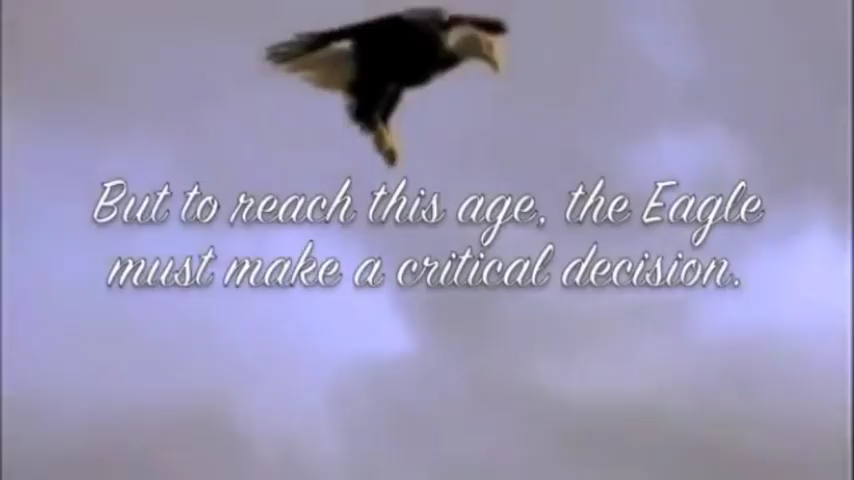 But to reach this age, the Eagle
must make a critical decision.